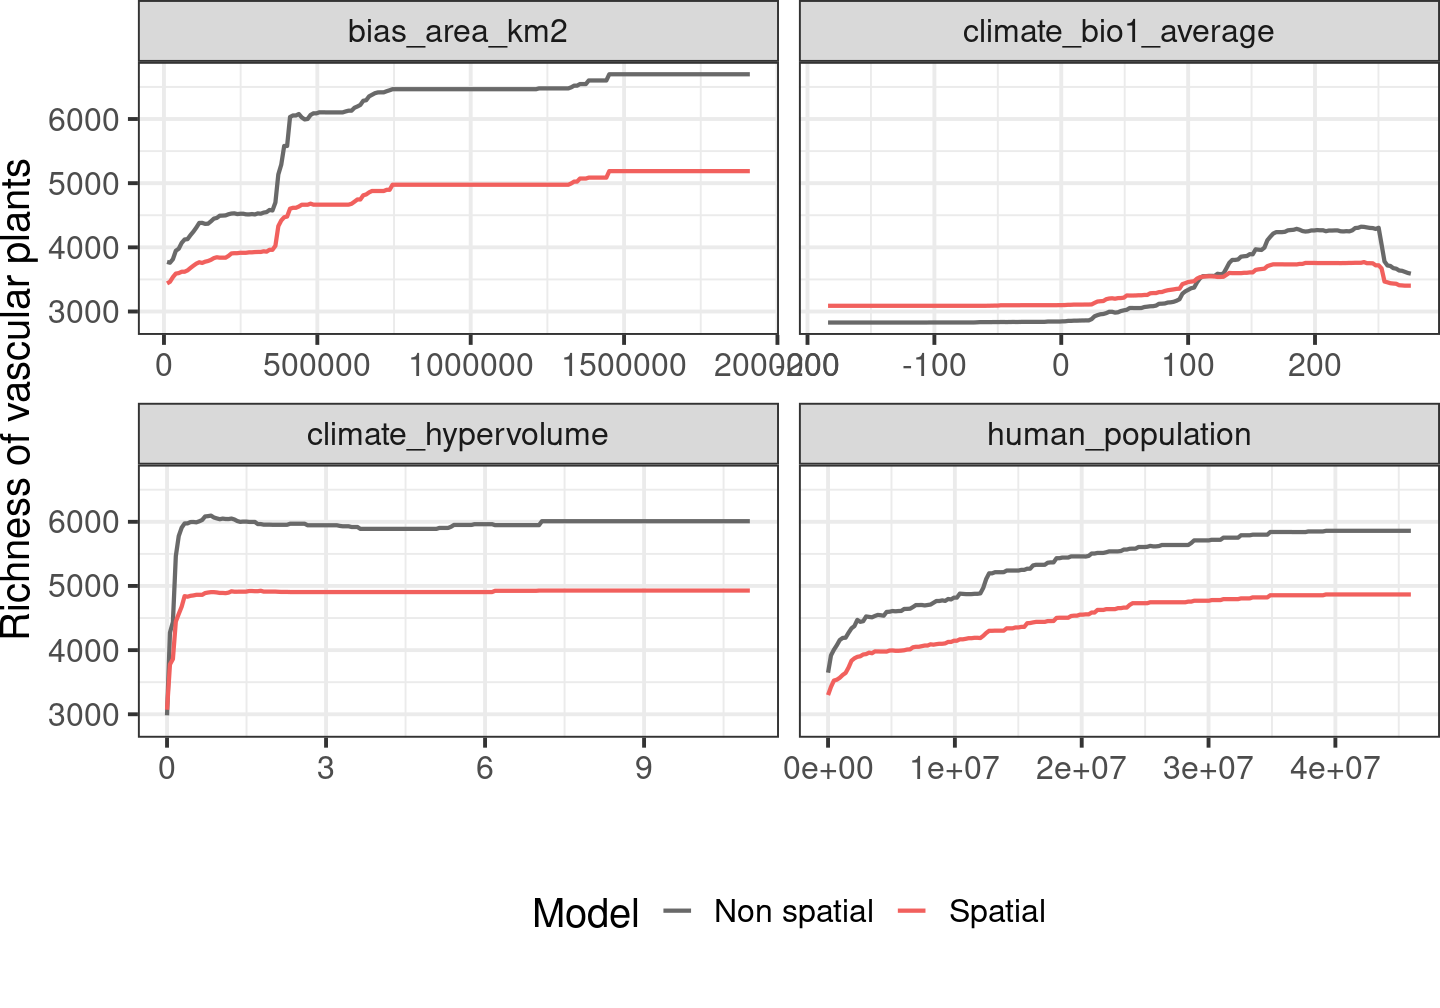 bias_area_km2 climate_bio1_average
Richness of vascular plants
6000
5000
4000
3000
0 500000 1000000 1500000 2000000 -200 -100 0 100 200
climate_hypervolume human_population
6000
5000
4000
3000
0 3 6 9 0e+00 1e+07 2e+07 3e+07 4e+07
Model Non spatial Spatial